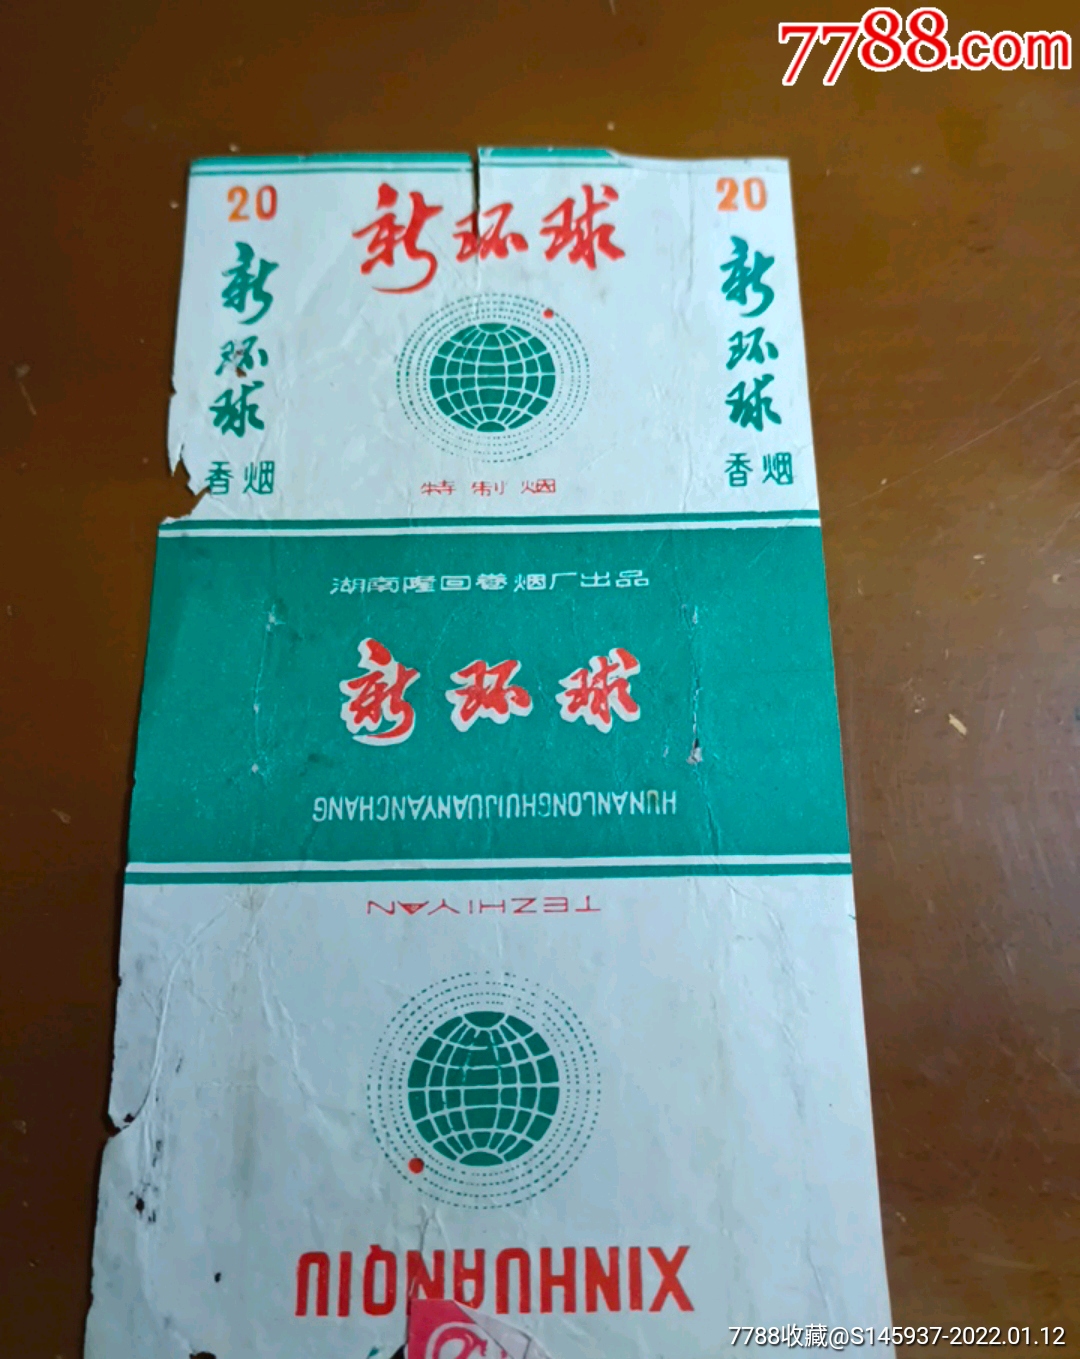 7788.com
20
新环球
20
新环球
香烟
新环球
香烟
特制烟
湖南隆回卷烟厂出品
新环球
HUNANLONGHUIJUANYANCHANG
TEZHIYAN
XINHUANQIU
7788收藏@S145937-2022.01.12